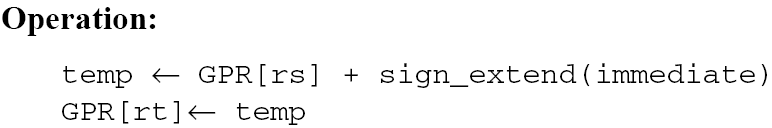 Operation:
temp ← GPR[rs] + sign_extend(immediate)
GPR[rt]← temp